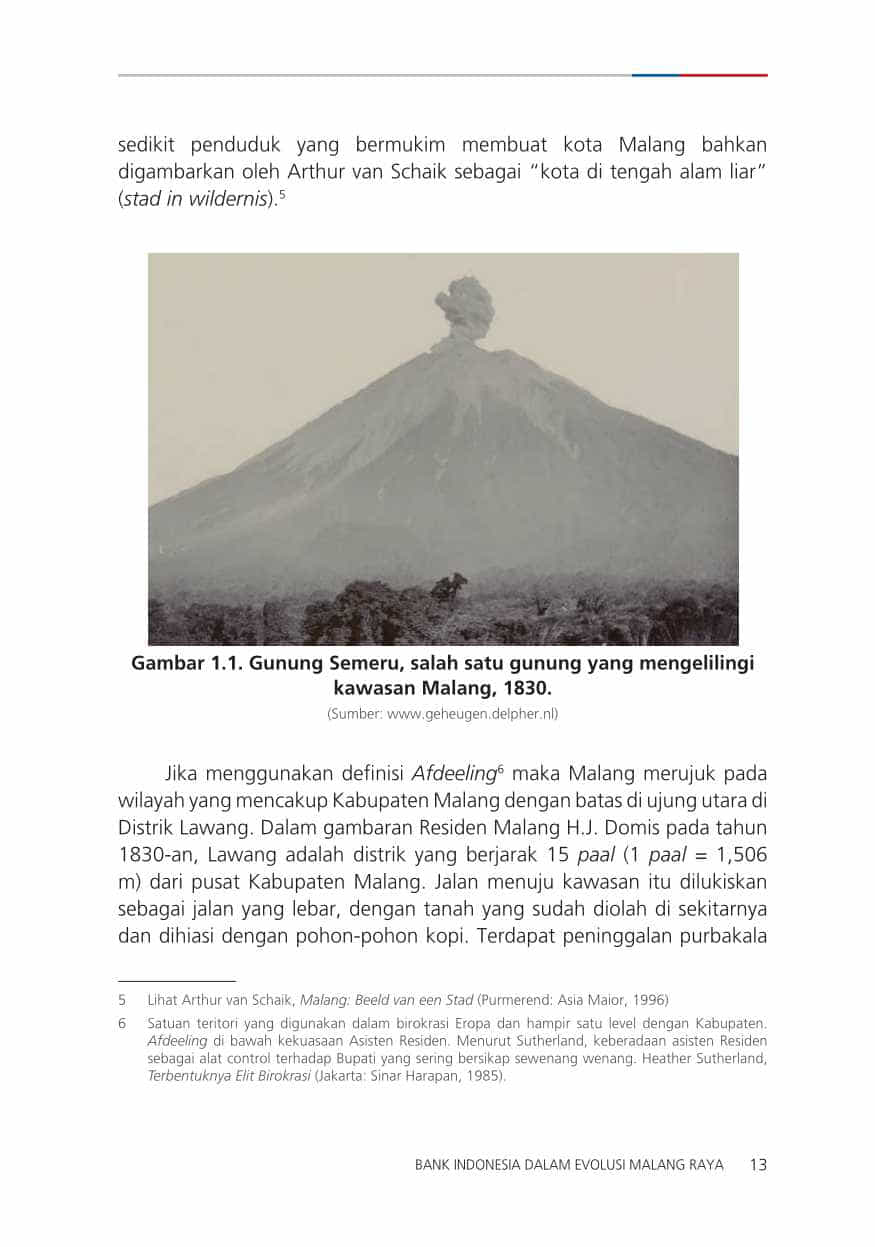 sedikit penduduk yang bermukim membuat kota Malang bahkan
digambarkan oleh Arthur van Schaik sebagai “kota di tengah alam liar”
(stad in wildernis).5
Gambar 1.1. Gunung Semeru, salah satu gunung yang mengelilingi
kawasan Malang, 1830.
(Sumber: www.geheugen.delpher.nl)
Jika menggunakan definisi Afdeeling6 maka Malang merujuk pada
wilayah yang mencakup Kabupaten Malang dengan batas di ujung utara di
Distrik Lawang. Dalam gambaran Residen Malang H.J. Domis pada tahun
1830-an, Lawang adalah distrik yang berjarak 15 paal (1 paal = 1,506
m) dari pusat Kabupaten Malang. Jalan menuju kawasan itu dilukiskan
sebagai jalan yang lebar, dengan tanah yang sudah diolah di sekitarnya
dan dihiasi dengan pohon-pohon kopi. Terdapat peninggalan purbakala
5 Lihat Arthur van Schaik, Malang: Beeld van een Stad (Purmerend: Asia Maior, 1996)
6 Satuan teritori yang digunakan dalam birokrasi Eropa dan hampir satu level dengan Kabupaten.
Afdeeling di bawah kekuasaan Asisten Residen. Menurut Sutherland, keberadaan asisten Residen
sebagai alat control terhadap Bupati yang sering bersikap sewenang wenang. Heather Sutherland,
Terbentuknya Elit Birokrasi (Jakarta: Sinar Harapan, 1985).
BANK INDONESIA DALAM EVOLUSI MALANG RAYA 13